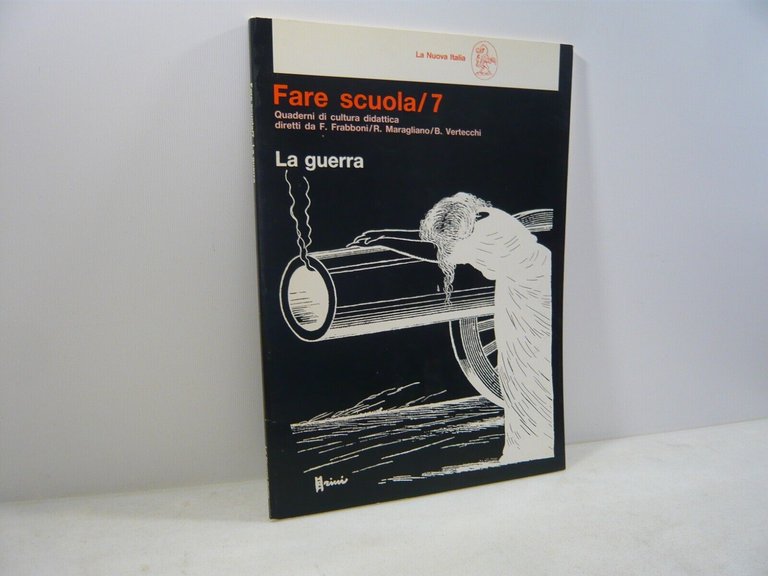 La Nuova Italia
Fare scuola/7
Quaderni di cultura didattica
diretti da F. Frabboni/R. Maragliano/B. Vertecchi
La guerra